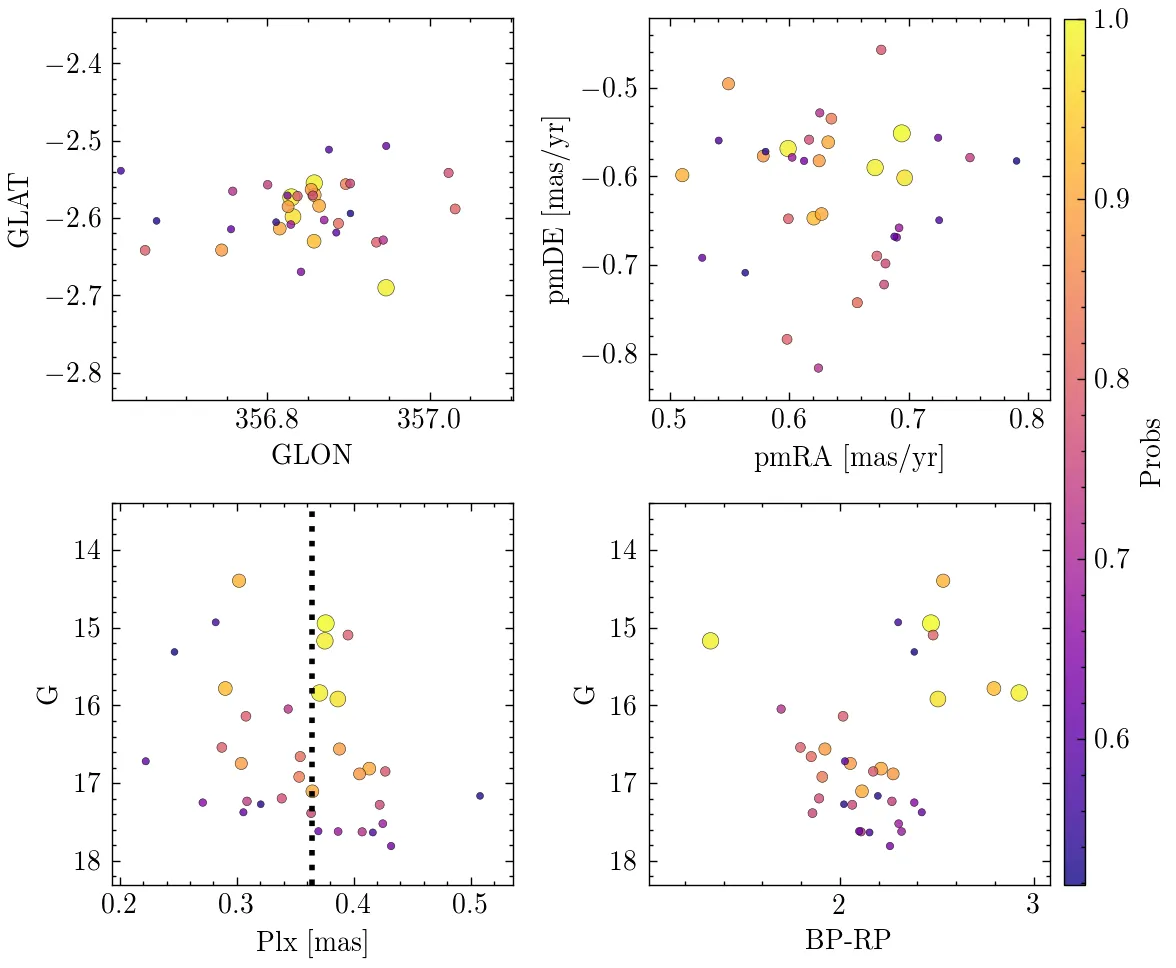 −2.4
−2.5
−2.6
−2.7
−2.8
GLAT
356.8 357.0
GLON
−0.5
−0.6
−0.7
−0.8
pmDE [mas/yr]
0.5 0.6 0.7 0.8
pmRA [mas/yr]
1.0
0.9
0.8
0.7
0.6
Probs
14
15
16
17
18
G
0.2 0.3 0.4 0.5
Plx [mas]
14
15
16
17
18
G
2 3
BP-RP